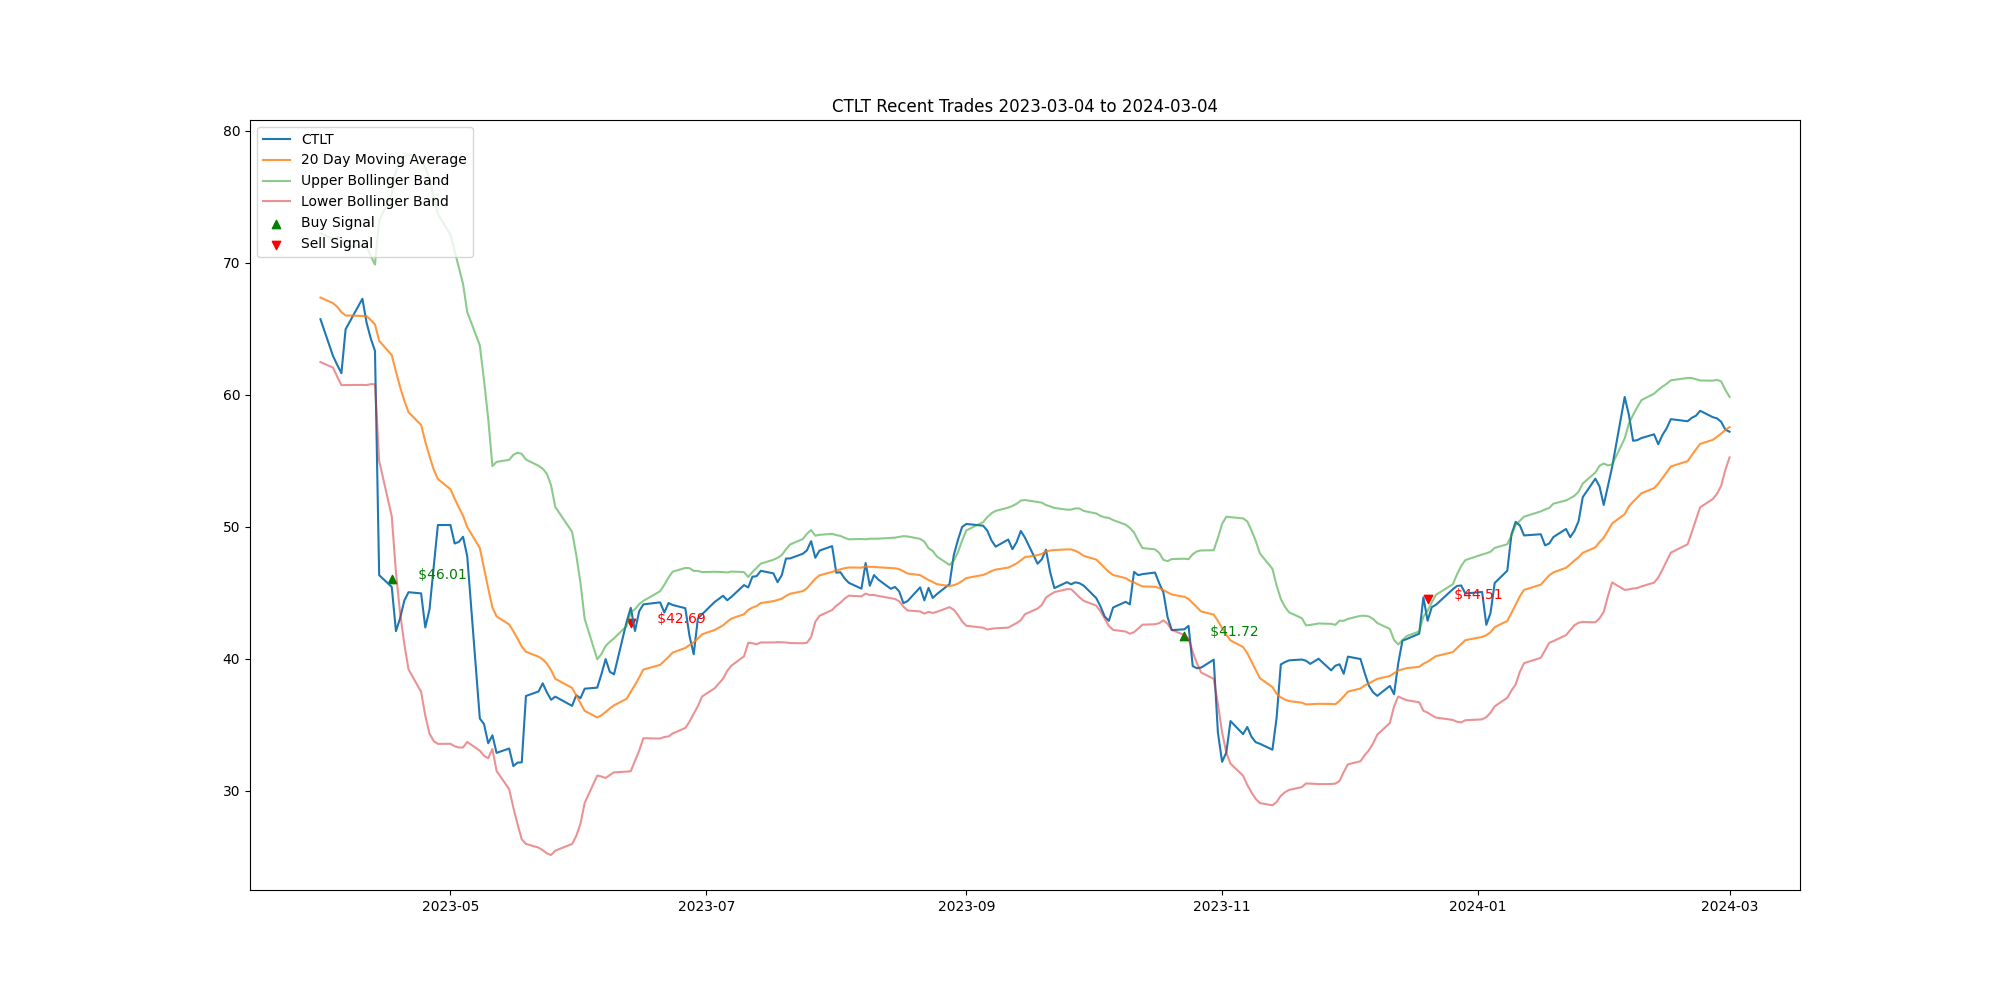 CTLT Recent Trades 2023-03-04 to 2024-03-04
CTLT
20 Day Moving Average
Upper Bollinger Band
Lower Bollinger Band
Buy Signal
Sell Signal
80
70
60
50
40
30
$46.01
$42.69
$41.72
$44.51
2023-05
2023-07
2023-09
2023-11
2024-01
2024-03